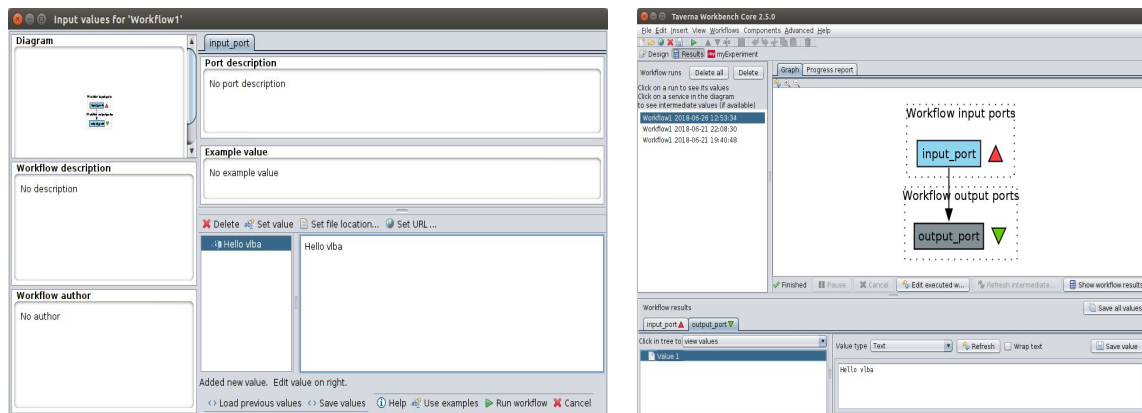 Input values for 'Workflow1'
Diagram
Workflow description
No description
Workflow author
No author
input_port
Port description
No port description
Example value
No example value
Delete Set value Set file location... Set URL...
Hello vlba
Hello vlba
Added new value. Edit value on right.
Load previous values Save values Help Use examples Run workflow Cancel
Taverna Workbench Core 2.5.0
File Edit Insert View Workflows Components Advanced Help
Design Results myExperiment
Workflow runs Delete all Delete
Click on a run to see its values
Click on a service in the diagram
to see intermediate values (if available)
Workflow1 2018-06-26 12:53:34
Workflow1 2018-06-21 22:08:30
Workflow1 2018-06-21 19:40:48
Graph Progress report
Workflow input ports
input_port
Workflow output ports
output_port
Finished Pause Cancel Edit executed w... Refresh intermediate... Show workflow results
Workflow results
Save all values
input_port output_port
Click in tree to view values
Value 1
Value type Text Refresh Wrap text Save value
Hello vlba